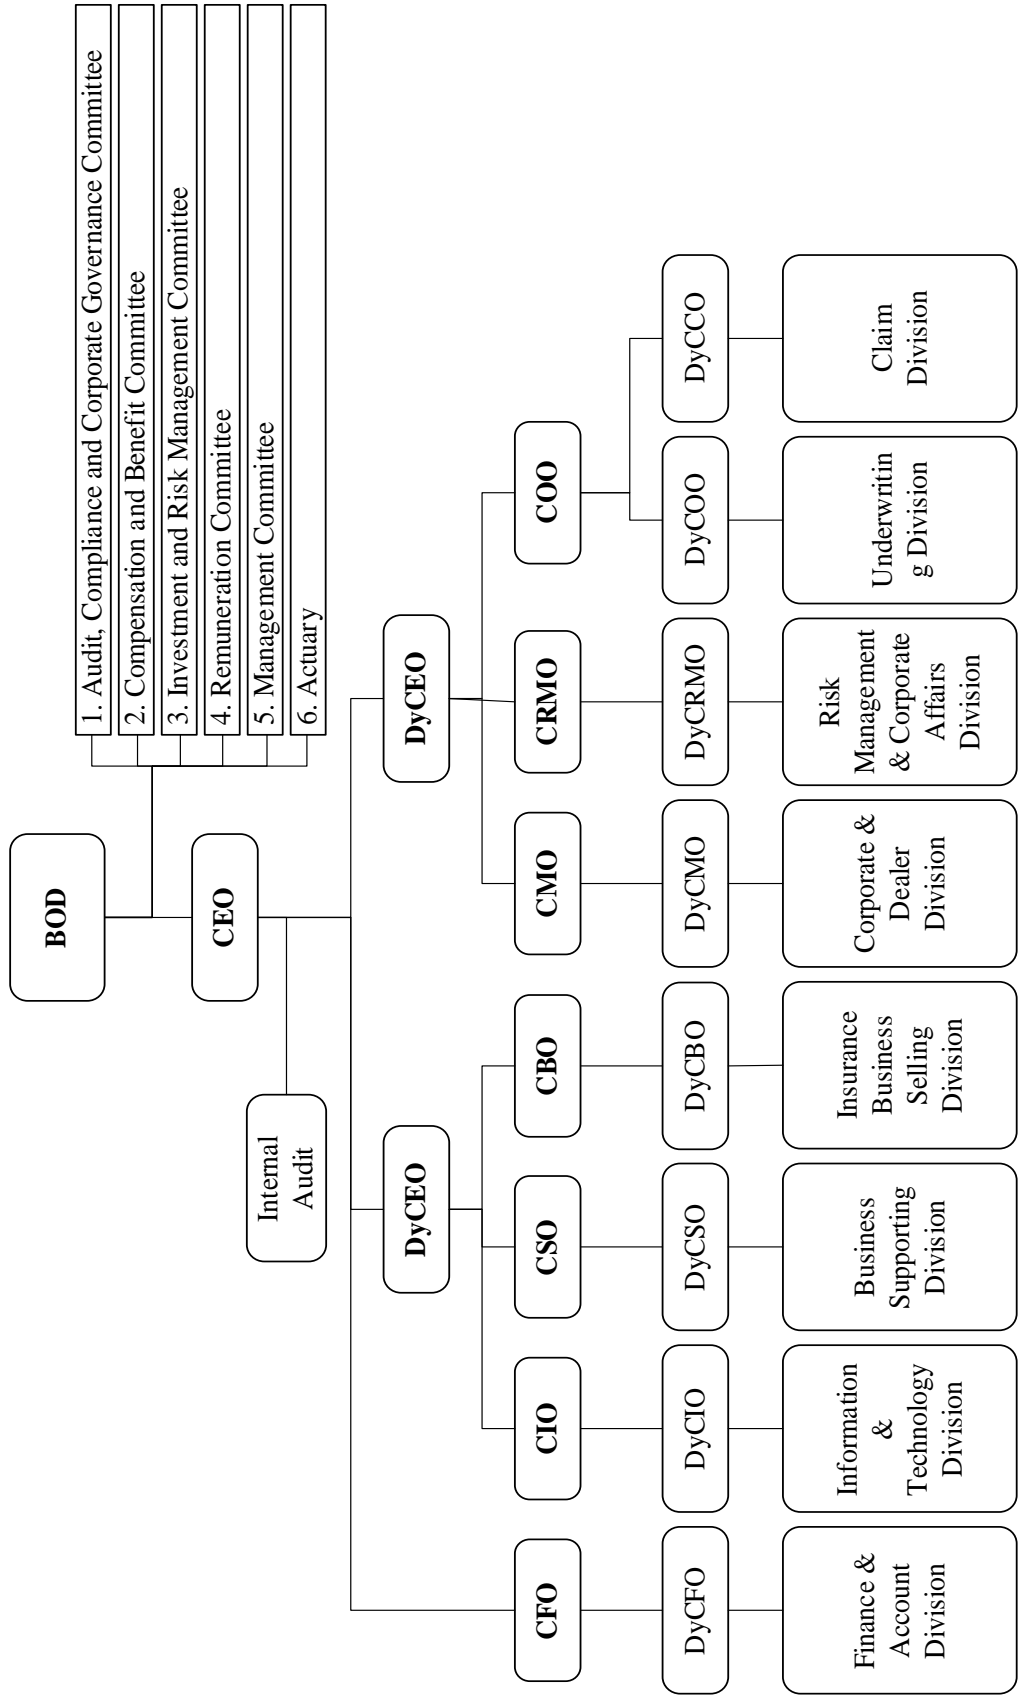 BOD
1. Audit, Compliance and Corporate Governance Committee
2. Compensation and Benefit Committee
3. Investment and Risk Management Committee
4. Remuneration Committee
5. Management Committee
6. Actuary
CEO
Internal
Audit
DyCEO
DyCEO
CFO
CIO
CSO
CBO
CMO
CRMO
COO
DyCFO
DyCIO
DyCSO
DyCBO
DyCMO
DyCRMO
DyCOO
DyCCO
Finance &
Account
Division
Information
&
Technology
Division
Business
Supporting
Division
Insurance
Business
Selling
Division
Corporate &
Dealer
Division
Risk
Management
& Corporate
Affairs
Division
Underwritin
g Division
Claim
Division